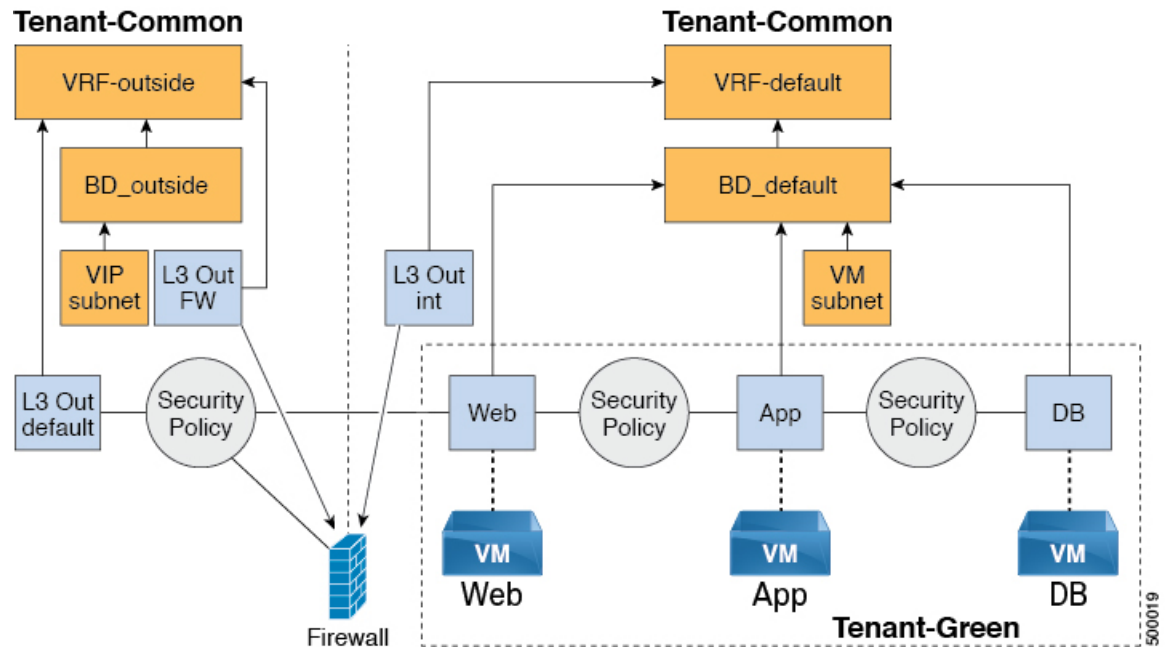 Tenant-Common
Tenant-Common
VRF-outside
VRF-default
BD_outside
BD_default
VIP
subnet
L3 Out
FW
L3 Out
int
VM
subnet
L3 Out
default
Security
Policy
Web
Security
Policy
App
Security
Policy
DB
VM
VM
VM
Web
App
DB
Firewall
Tenant-Green
500019